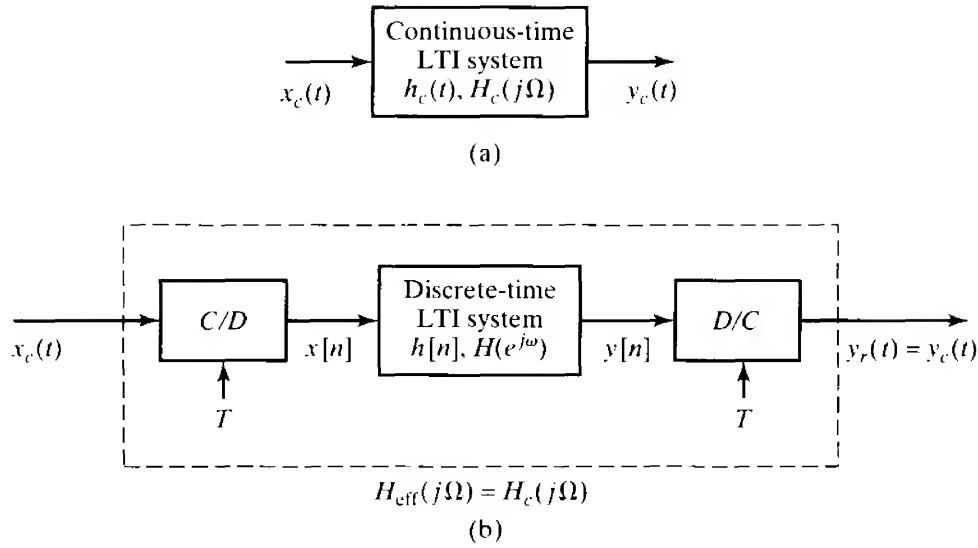 Continuous-time
LTI system
h_c(t), H_c(jΩ)
x_c(t)
y_c(t)
(a)
C/D
Discrete-time
LTI system
h[n], H(e^{jω})
D/C
x_c(t)
x[n]
y[n]
y_r(t) = y_c(t)
T
T
H_eff(jΩ) = H_c(jΩ)
(b)